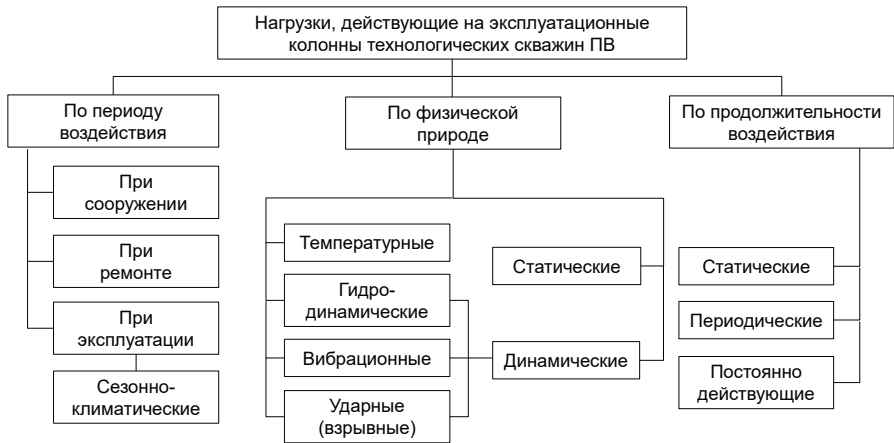 Нагрузки, действующие на эксплуатационные
колонны технологических скважин ПВ
По периоду
воздействия
По физической
природе
По продолжительности
воздействия
При
сооружении
При
ремонте
При
эксплуатации
Сезонно-
климатические
Температурные
Гидро-
динамические
Вибрационные
Ударные
(взрывные)
Статические
Динамические
Статические
Периодические
Постоянно
действующие